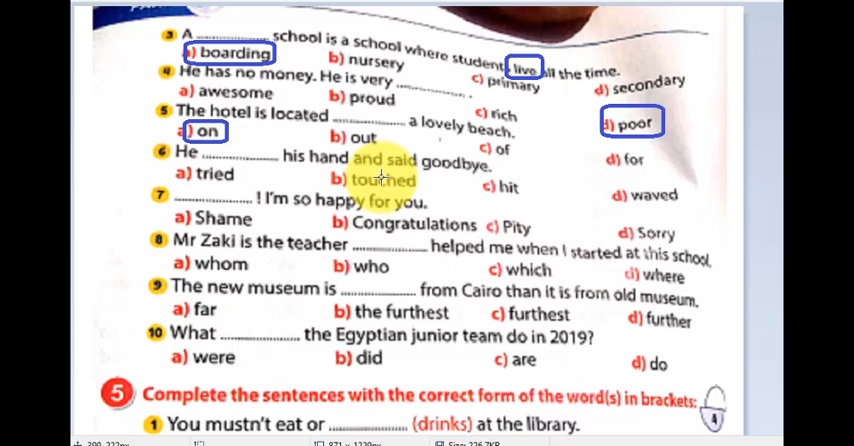 3 A .............. school is a school where students live all the time.
a) boarding b) nursery c) primary d) secondary
4 He has no money. He is very ..............
a) awesome b) proud c) rich d) poor
5 The hotel is located .............. a lovely beach.
a) on b) out c) of d) for
6 He .............. his hand and said goodbye.
a) tried b) touched c) hit d) waved
7 .............. ! I'm so happy for you.
a) Shame b) Congratulations c) Pity d) Sorry
8 Mr Zaki is the teacher .............. helped me when I started at this school.
a) whom b) who c) which d) where
9 The new museum is .............. from Cairo than it is from old museum.
a) far b) the furthest c) furthest d) further
10 What .............. the Egyptian junior team do in 2019?
a) were b) did c) are d) do
5 Complete the sentences with the correct form of the word(s) in brackets:
4
1 You mustn't eat or .............. (drinks) at the library.